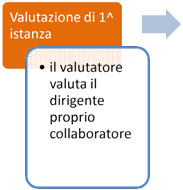 Valutazione di 1^
istanza
• il valutatore
valuta il
dirigente
proprio
collaboratore